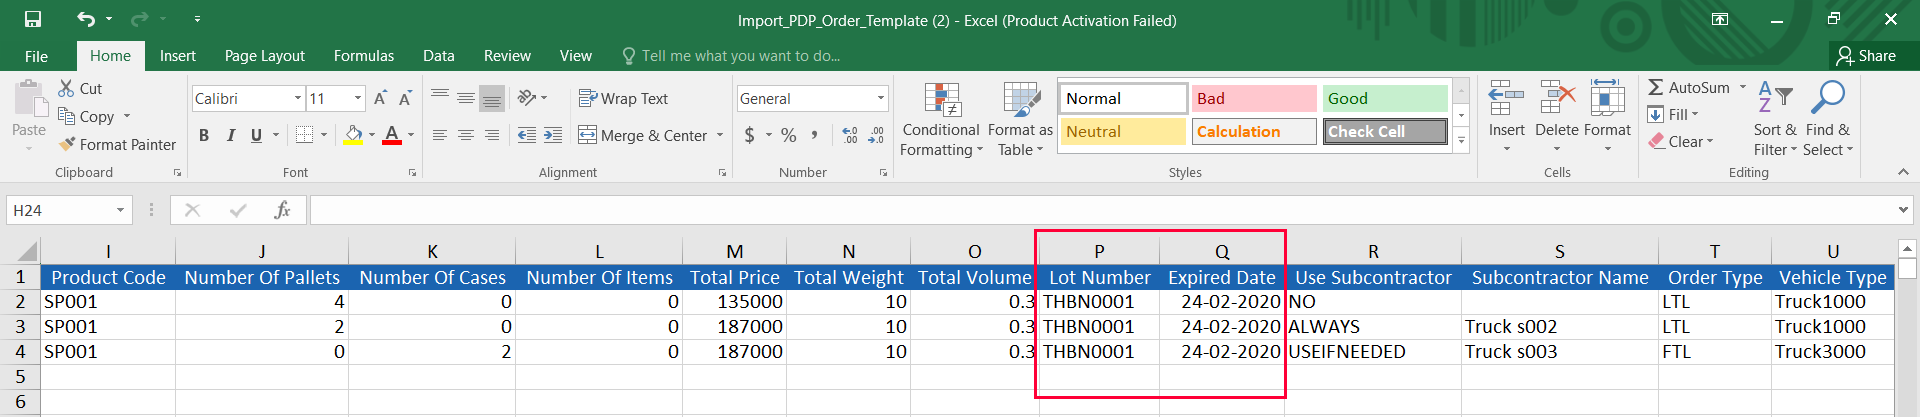 Import_PDP_Order_Template (2) - Excel (Product Activation Failed)
File Home Insert Page Layout Formulas Data Review View Tell me what you want to do... Share
Cut
Copy
Format Painter
Paste
Clipboard
Calibri 11
B I U
Font
Wrap Text
Merge & Center
Alignment
General
$ % , .00 .00
Number
Conditional Formatting
Format as Table
Normal Bad Good
Neutral Calculation Check Cell
Styles
Insert Delete Format
Cells
AutoSum
Fill
Clear
Sort & Filter
Find & Select
Editing
H24 fx
I J K L M N O P Q R S T U
1 Product Code Number Of Pallets Number Of Cases Number Of Items Total Price Total Weight Total Volume Lot Number Expired Date Use Subcontractor Subcontractor Name Order Type Vehicle Type
2 SP001 4 0 0 135000 10 0.3 THBN0001 24-02-2020 NO LTL Truck1000
3 SP001 2 0 0 187000 10 0.3 THBN0001 24-02-2020 ALWAYS Truck s002 LTL Truck1000
4 SP001 0 2 0 187000 10 0.3 THBN0001 24-02-2020 USEIFNEEDED Truck s003 FTL Truck3000
5
6